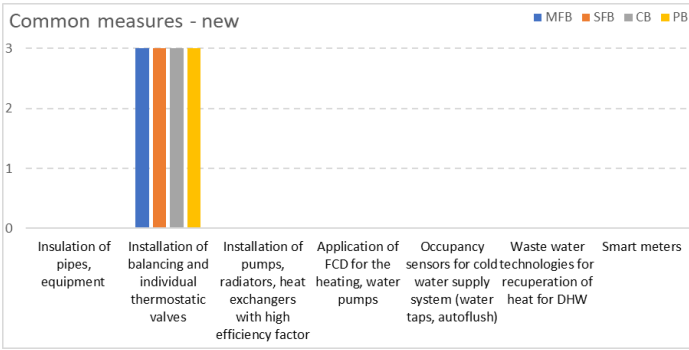 Common measures - new
MFB SFB CB PB
3
2
1
0
Insulation of
pipes,
equipment
Installation of
balancing and
individual
thermostatic
valves
Installation of
pumps,
radiators, heat
exchangers
with high
efficiency factor
Application of
FCD for the
heating, water
pumps
Occupancy
sensors for cold
water supply
system (water
taps, autoflush)
Waste water
technologies for
recuperation of
heat for DHW
Smart meters